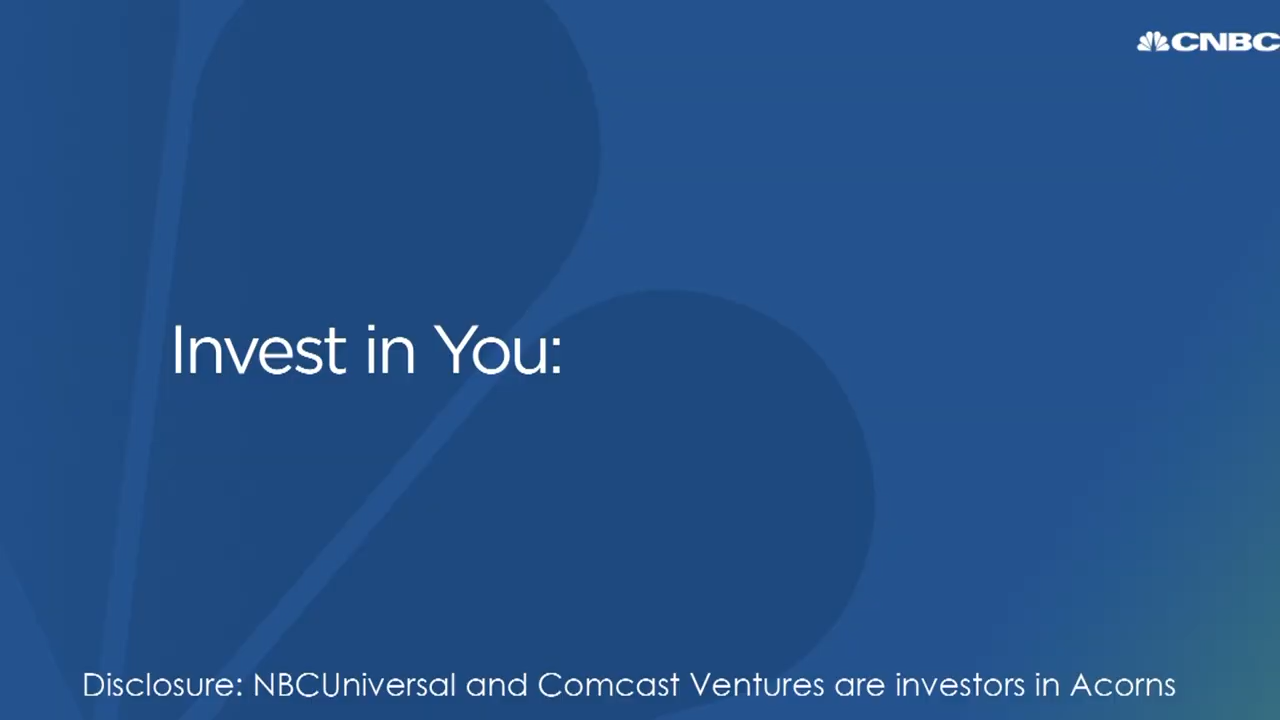 CNBC
Invest in You:
Disclosure: NBCUniversal and Comcast Ventures are investors in Acorns